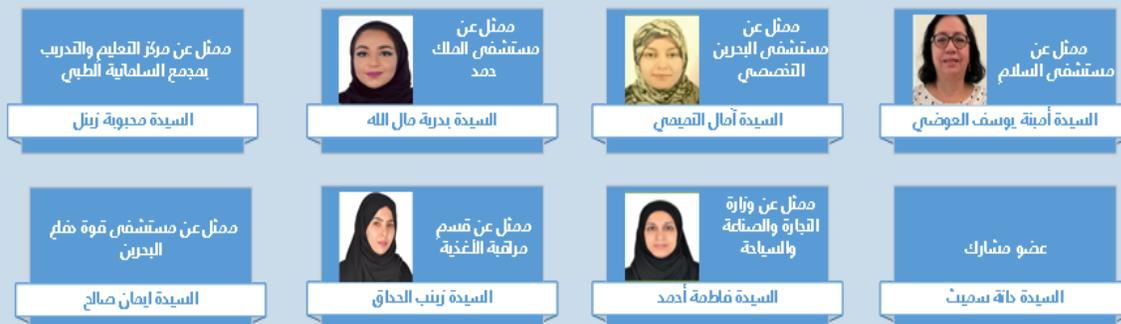 ممثل عن
مستشفى السلام
السيدة أمينة يوسف العوضي
ممثل عن
مستشفى البحرين
التخصصي
السيدة آمال التميمي
ممثل عن
مستشفى الملك
حمد
السيدة بدرية مال الله
ممثل عن مركز التعليم والتدريب
بمجمع السلمانية الطبي
السيدة محبوبة زينل
عضو مشارك
السيدة دانة سميث
ممثل عن وزارة
التجارة والصناعة
والسياحة
السيدة فاطمة أحمد
ممثل عن قسم
مراقبة الأغذية
السيدة زينب الحداق
ممثل عن مستشفى قوة دفاع
البحرين
السيدة ايمان صالح